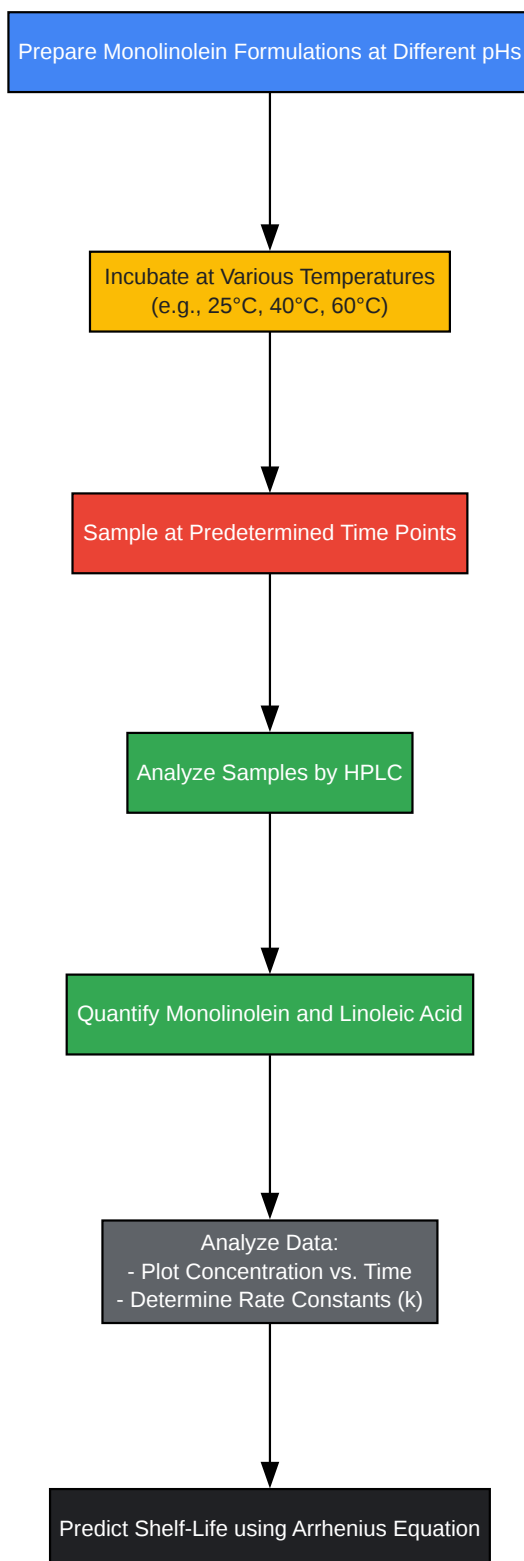 Prepare Monolinolein Formulations at Different pHs
Incubate at Various Temperatures
(e.g., 25°C, 40°C, 60°C)
Sample at Predetermined Time Points
Analyze Samples by HPLC
Quantify Monolinolein and Linoleic Acid
Analyze Data:
- Plot Concentration vs. Time
- Determine Rate Constants (k)
Predict Shelf-Life using Arrhenius Equation